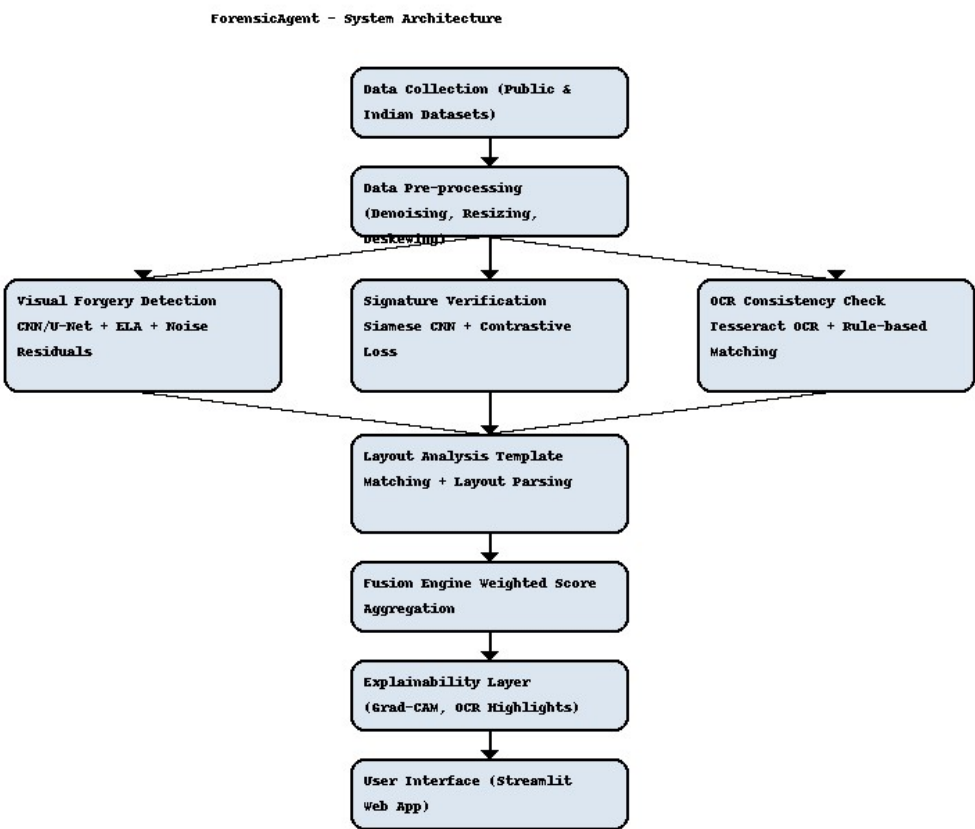 ForensicAgent - System Architecture
Data Collection (Public &
Indian Datasets)
Data Pre-processing
(Denoising, Resizing,
Deskewing)
Visual Forgery Detection
CNN/U-Net + ELA + Noise
Residuals
Signature Verification
Siamese CNN + Contrastive
Loss
OCR Consistency Check
Tesseract OCR + Rule-based
Matching
Layout Analysis Template
Matching + Layout Parsing
Fusion Engine Weighted Score
Aggregation
Explainability Layer
(Grad-CAM, OCR Highlights)
User Interface (Streamlit
Web App)